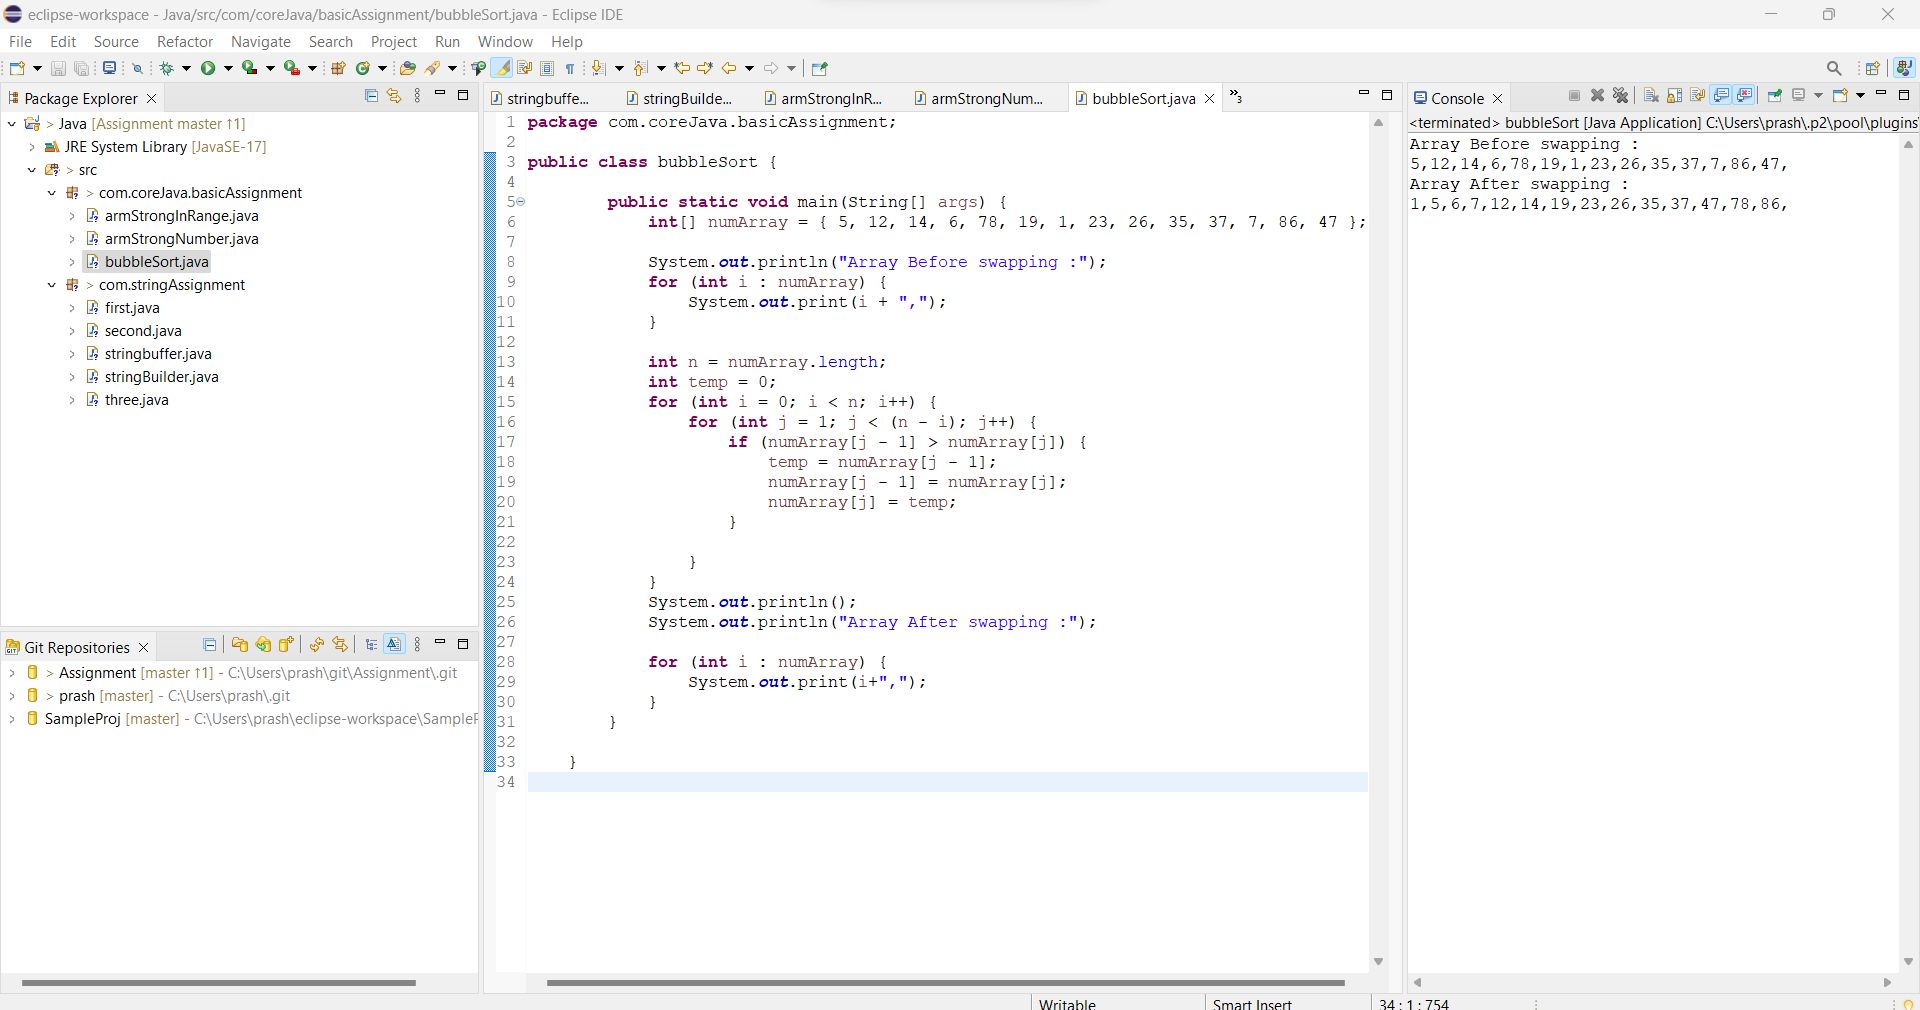 eclipse-workspace - Java/src/com/coreJava/basicAssignment/bubbleSort.java - Eclipse IDE
File Edit Source Refactor Navigate Search Project Run Window Help
Package Explorer
Java [Assignment master ↑1]
JRE System Library [JavaSE-17]
> src
> com.coreJava.basicAssignment
armStrongInRange.java
armStrongNumber.java
bubbleSort.java
> com.stringAssignment
first.java
second.java
stringbuffer.java
stringBuilder.java
three.java
Git Repositories
> Assignment [master ↑1] - C:\Users\prash\git\Assignment\.git
> prash [master] - C:\Users\prash\.git
SampleProj [master] - C:\Users\prash\eclipse-workspace\SampleP
stringbuffe... stringBuilde... armStrongInR... armStrongNum... bubbleSort.java »3
1 package com.coreJava.basicAssignment;
2
3 public class bubbleSort {
4
5 public static void main(String[] args) {
6 int[] numArray = { 5, 12, 14, 6, 78, 19, 1, 23, 26, 35, 37, 7, 86, 47 };
7
8 System.out.println("Array Before swapping :");
9 for (int i : numArray) {
10 System.out.print(i + ",");
11 }
12
13 int n = numArray.length;
14 int temp = 0;
15 for (int i = 0; i < n; i++) {
16 for (int j = 1; j < (n - i); j++) {
17 if (numArray[j - 1] > numArray[j]) {
18 temp = numArray[j - 1];
19 numArray[j - 1] = numArray[j];
20 numArray[j] = temp;
21 }
22
23 }
24 }
25 System.out.println();
26 System.out.println("Array After swapping :");
27
28 for (int i : numArray) {
29 System.out.print(i+",");
30 }
31 }
32
33 }
34
Console
<terminated> bubbleSort [Java Application] C:\Users\prash\.p2\pool\plugins\
Array Before swapping :
5,12,14,6,78,19,1,23,26,35,37,7,86,47,
Array After swapping :
1,5,6,7,12,14,19,23,26,35,37,47,78,86,
Writable Smart Insert 34 : 1 : 754